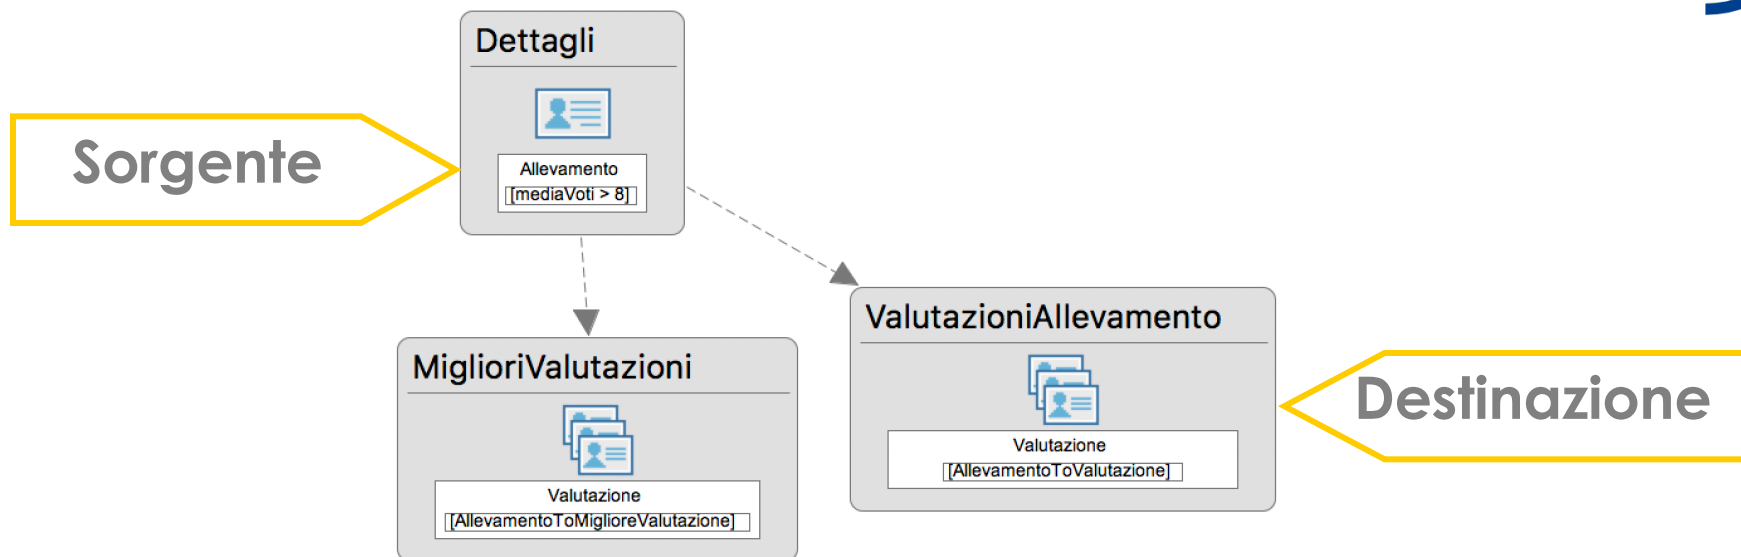 Dettagli
Allevamento
[mediaVoti > 8]
Sorgente
ValutazioniAllevamento
Valutazione
[AllevamentoToValutazione]
MiglioriValutazioni
Valutazione
[AllevamentoToMiglioreValutazione]
Destinazione